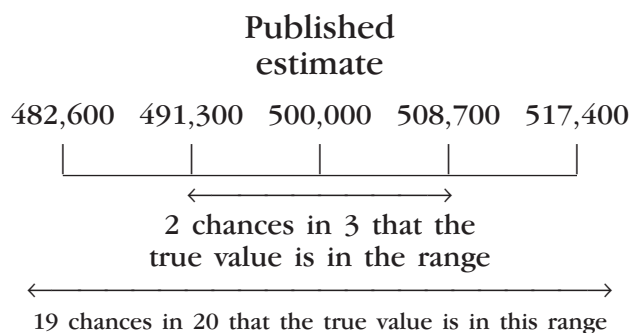 Published
estimate
482,600 491,300 500,000 508,700 517,400
2 chances in 3 that the
true value is in the range
19 chances in 20 that the true value is in this range